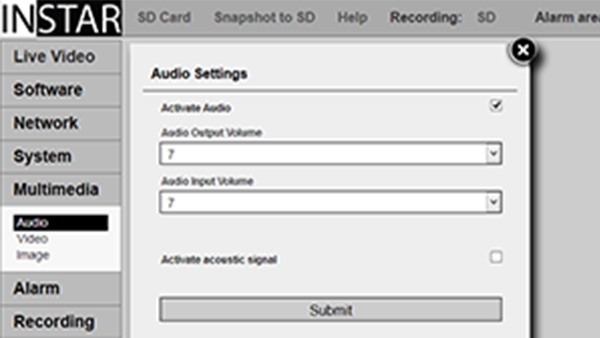 INSTAR SD Card Snapshot to SD Help Recording: SD Alarm area
Live Video
Software
Network
System
Multimedia
Audio
Video
Image
Alarm
Recording
Audio Settings
Activate Audio
Audio Output Volume
7
Audio Input Volume
7
Activate acoustic signal
Submit